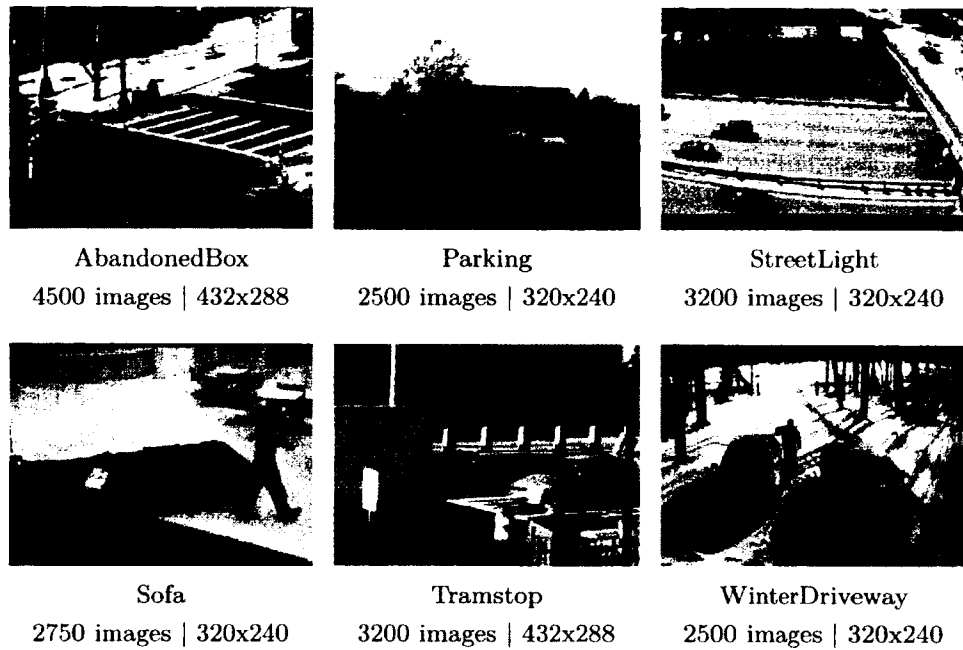 AbandonedBox
4500 images | 432x288
Parking
2500 images | 320x240
StreetLight
3200 images | 320x240
Sofa
2750 images | 320x240
Tramstop
3200 images | 432x288
WinterDriveway
2500 images | 320x240